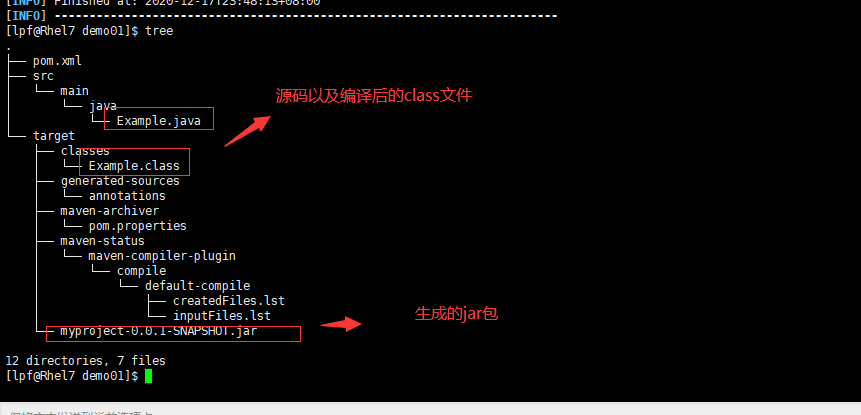 [INFO] Finished at: 2020-12-17T23:48:13+08:00
[INFO] ------------------------------------------------------------------------
[lpf@Rhel7 demo01]$ tree
.
├── pom.xml
├── src
│   └── main
│       └── java
│           └── Example.java
└── target
    ├── classes
    │   └── Example.class
    ├── generated-sources
    │   └── annotations
    ├── maven-archiver
    │   └── pom.properties
    ├── maven-status
    │   └── maven-compiler-plugin
    │       └── compile
    │           └── default-compile
    │               ├── createdFiles.lst
    │               └── inputFiles.lst
    └── myproject-0.0.1-SNAPSHOT.jar
源码以及编译后的class文件
生成的jar包
12 directories, 7 files
[lpf@Rhel7 demo01]$